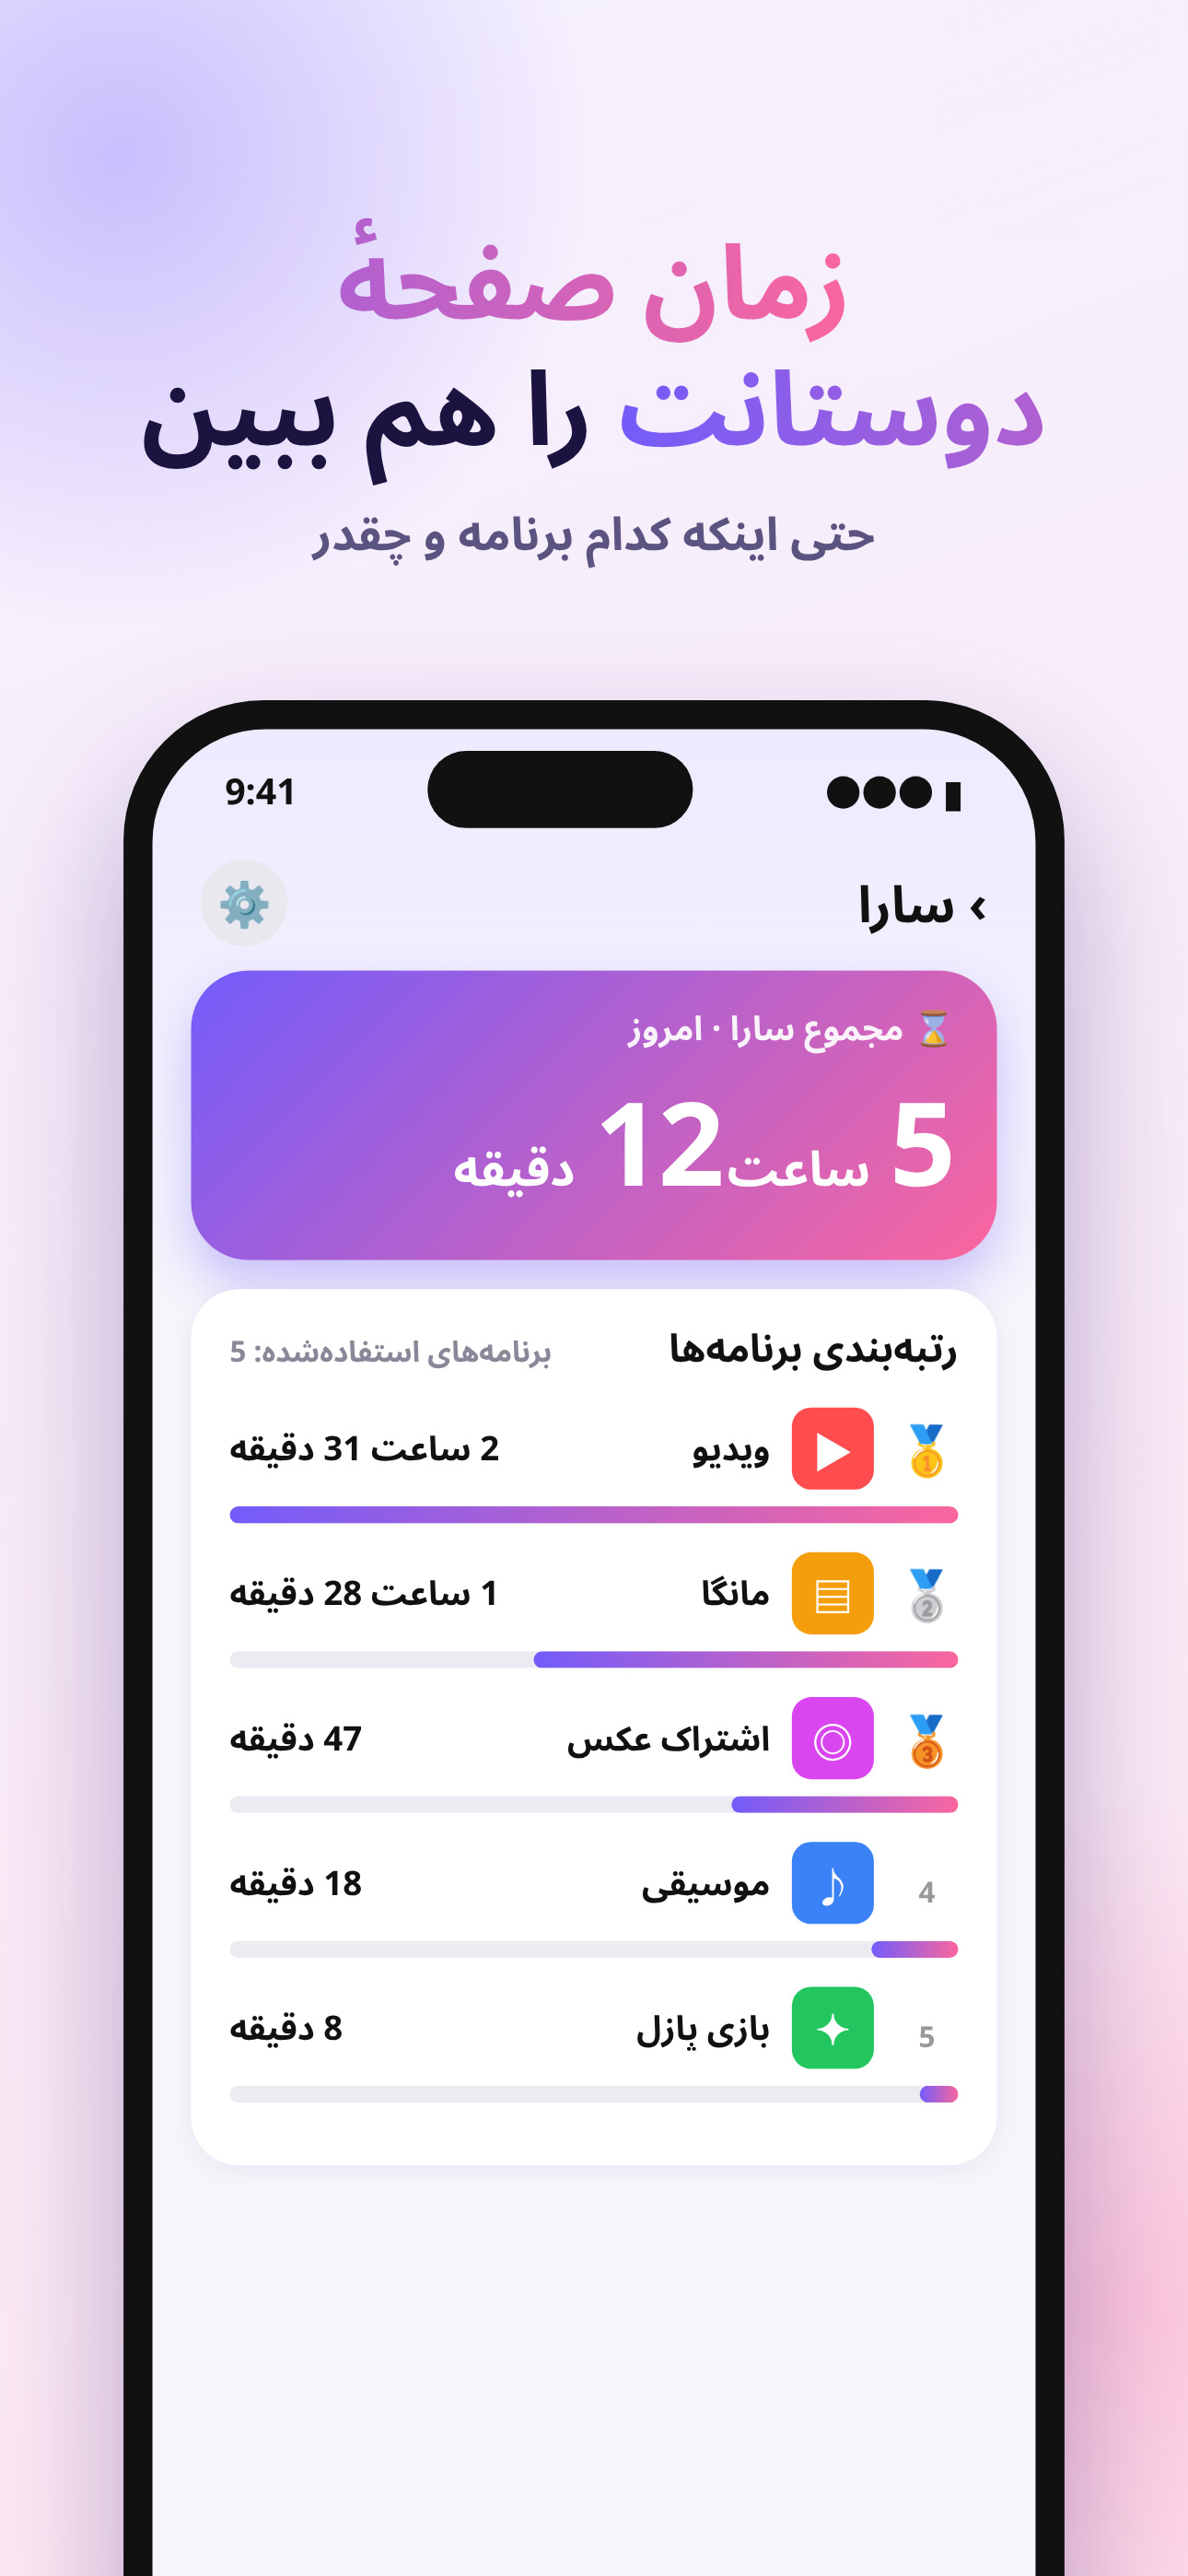 زمان صفحهٔ
دوستانت را هم ببین
حتی اینکه کدام برنامه و چقدر
9:41
‹ سارا
⌛ مجموع سارا · امروز
5 ساعت 12 دقیقه
رتبه‌بندی برنامه‌ها
برنامه‌های استفاده‌شده: 5
🥇 ویدیو 2 ساعت 31 دقیقه
🥈 مانگا 1 ساعت 28 دقیقه
🥉 اشتراک عکس 47 دقیقه
4 موسیقی 18 دقیقه
5 بازی پازل 8 دقیقه